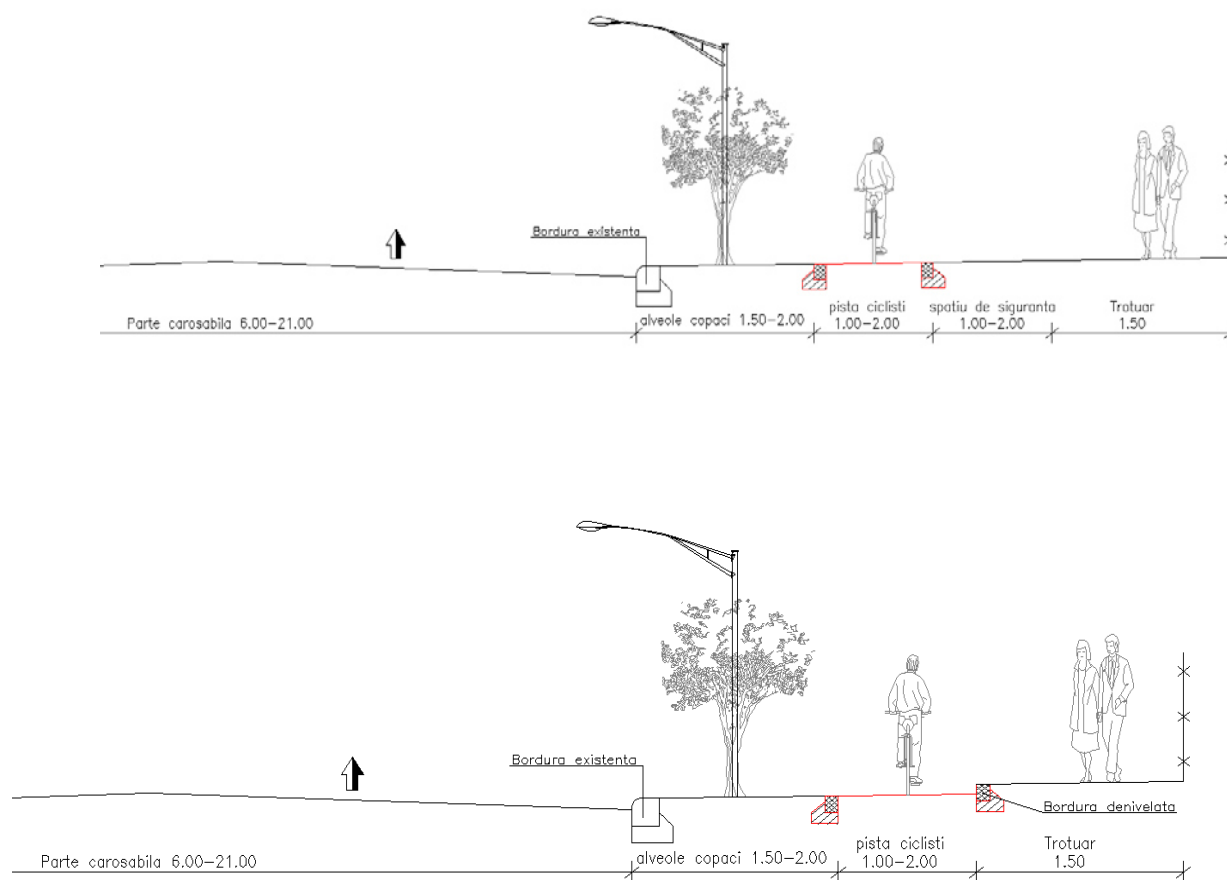 Bordura existenta
Parte carosabila 6.00-21.00
alveole copaci 1.50-2.00
pista ciclisti
1.00-2.00
spatiu de siguranta
1.00-2.00
Trotuar
1.50
Bordura existenta
Bordura denivelata
Parte carosabila 6.00-21.00
alveole copaci 1.50-2.00
pista ciclisti
1.00-2.00
Trotuar
1.50